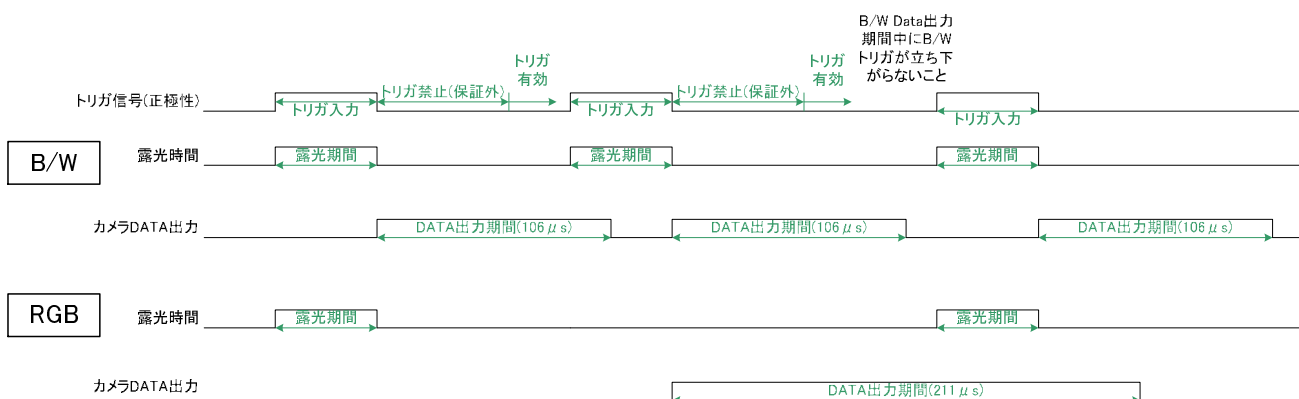 B/W Data出力
期間中にB/W
トリガが立ち下
がらないこと
トリガ
有効
トリガ
有効
トリガ信号(正極性)
トリガ禁止(保証外)
トリガ禁止(保証外)
トリガ入力
トリガ入力
トリガ入力
B/W
露光時間
露光期間
露光期間
露光期間
カメラDATA出力
DATA出力期間(106μs)
DATA出力期間(106μs)
DATA出力期間(106μs)
RGB
露光時間
露光期間
露光期間
カメラDATA出力
DATA出力期間(211μs)